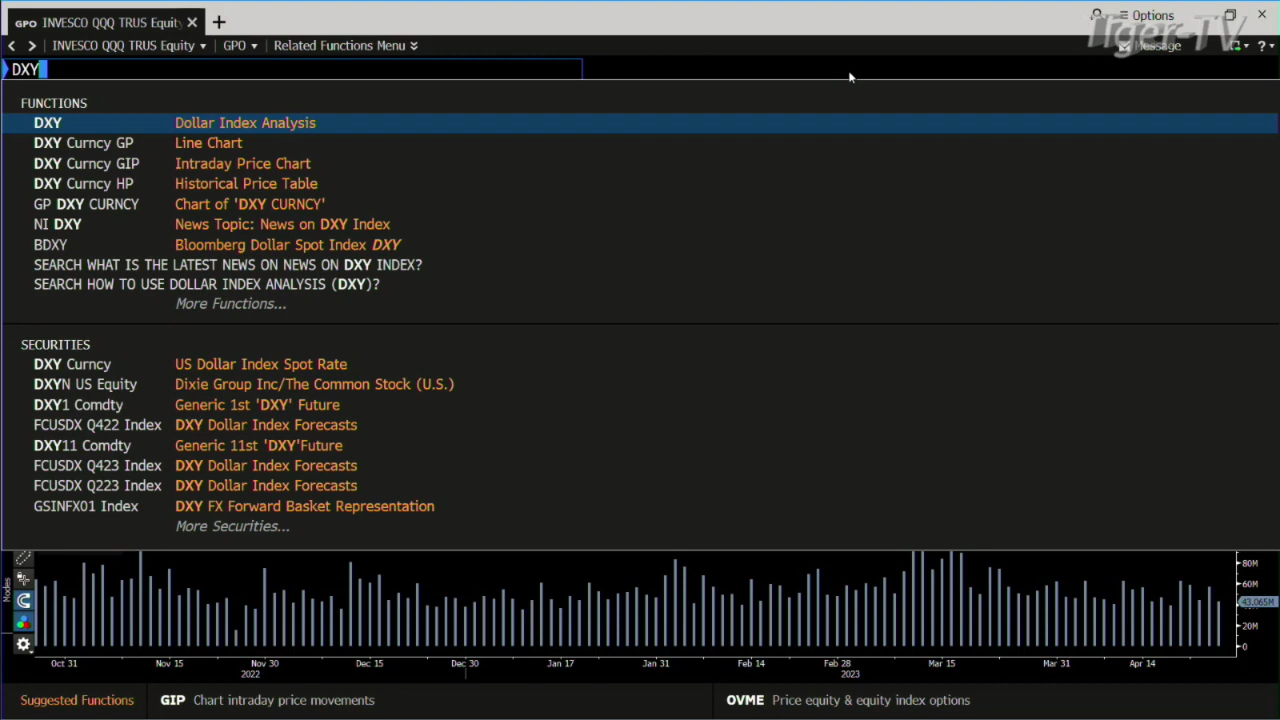 GPO INVESCO QQQ TRUS Equity
Options
Tiger-TV
INVESCO QQQ TRUS Equity GPO Related Functions Menu
Message
?
DXY
FUNCTIONS
DXY Dollar Index Analysis
DXY Curncy GP Line Chart
DXY Curncy GIP Intraday Price Chart
DXY Curncy HP Historical Price Table
GP DXY CURNCY Chart of 'DXY CURNCY'
NI DXY News Topic: News on DXY Index
BDXY Bloomberg Dollar Spot Index DXY
SEARCH WHAT IS THE LATEST NEWS ON NEWS ON DXY INDEX?
SEARCH HOW TO USE DOLLAR INDEX ANALYSIS (DXY)?
More Functions...
SECURITIES
DXY Curncy US Dollar Index Spot Rate
DXYN US Equity Dixie Group Inc/The Common Stock (U.S.)
DXY1 Comdty Generic 1st 'DXY' Future
FCUSDX Q422 Index DXY Dollar Index Forecasts
DXY11 Comdty Generic 11st 'DXY'Future
FCUSDX Q423 Index DXY Dollar Index Forecasts
FCUSDX Q223 Index DXY Dollar Index Forecasts
GSINFX01 Index DXY FX Forward Basket Representation
More Securities...
Modes
80M
60M
43.065M
20M
0
Oct 31 Nov 15 Nov 30 Dec 15 Dec 30 Jan 17 Jan 31 Feb 14 Feb 28 Mar 15 Mar 31 Apr 14
2022 2023
Suggested Functions GIP Chart intraday price movements OVME Price equity & equity index options